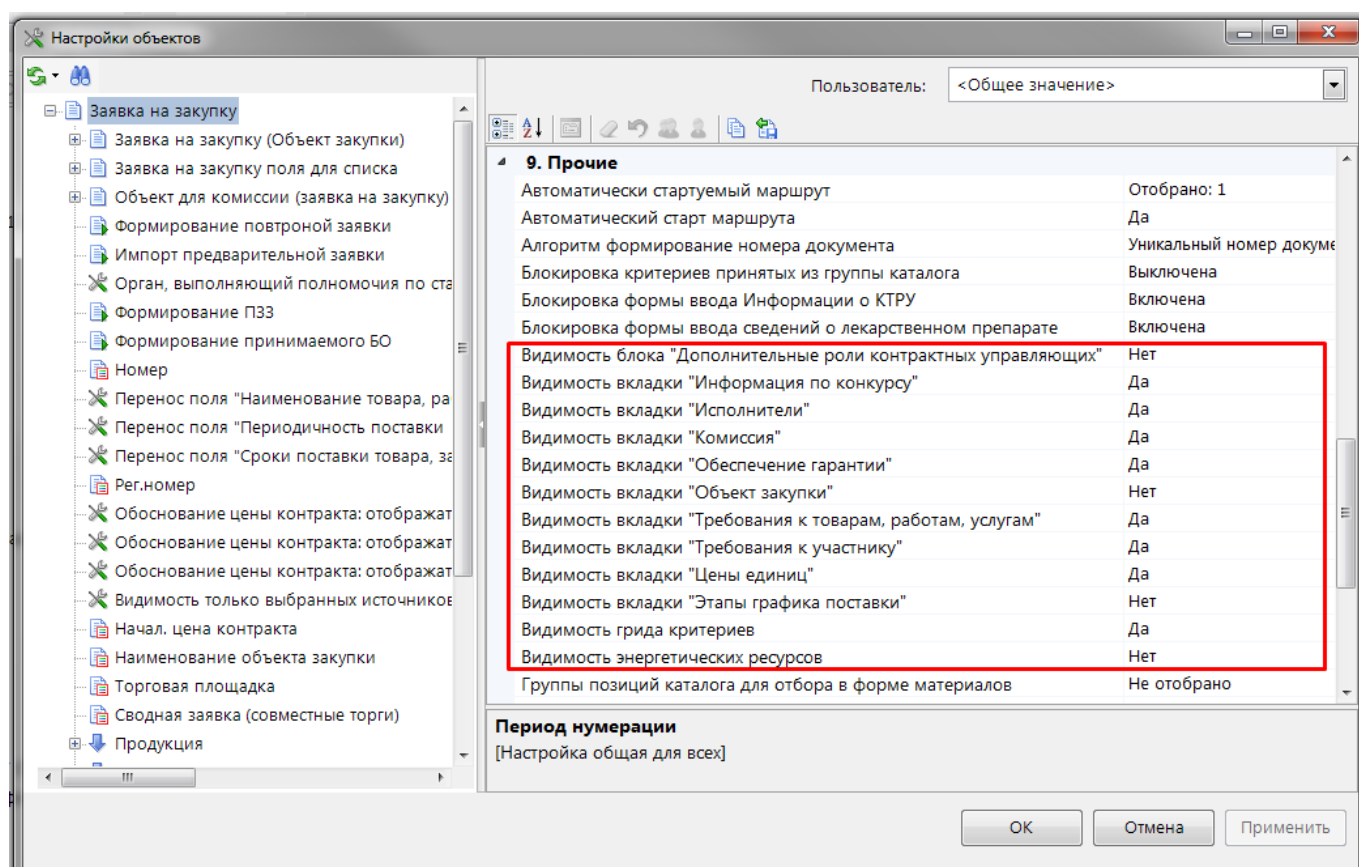 Настройки объектов
Пользователь: <Общее значение>
Заявка на закупку
Заявка на закупку (Объект закупки)
Заявка на закупку поля для списка
Объект для комиссии (заявка на закупку)
Формирование повтроной заявки
Импорт предварительной заявки
Орган, выполняющий полномочия по ста
Формирование ПЗЗ
Формирование принимаемого БО
Номер
Перенос поля "Наименование товара, ра
Перенос поля "Периодичность поставки
Перенос поля "Сроки поставки товара, за
Рег.номер
Обоснование цены контракта: отображат
Обоснование цены контракта: отображат
Обоснование цены контракта: отображат
Видимость только выбранных источников
Начал. цена контракта
Наименование объекта закупки
Торговая площадка
Сводная заявка (совместные торги)
Продукция
9. Прочие
Автоматически стартуемый маршрут Отобрано: 1
Автоматический старт маршрута Да
Алгоритм формирование номера документа Уникальный номер докуме
Блокировка критериев принятых из группы каталога Выключена
Блокировка формы ввода Информации о КТРУ Включена
Блокировка формы ввода сведений о лекарственном препарате Включена
Видимость блока "Дополнительные роли контрактных управляющих" Нет
Видимость вкладки "Информация по конкурсу" Да
Видимость вкладки "Исполнители" Да
Видимость вкладки "Комиссия" Да
Видимость вкладки "Обеспечение гарантии" Да
Видимость вкладки "Объект закупки" Нет
Видимость вкладки "Требования к товарам, работам, услугам" Да
Видимость вкладки "Требования к участнику" Да
Видимость вкладки "Цены единиц" Да
Видимость вкладки "Этапы графика поставки" Нет
Видимость грида критериев Да
Видимость энергетических ресурсов Нет
Группы позиций каталога для отбора в форме материалов Не отобрано
Период нумерации
[Настройка общая для всех]
ОК Отмена Применить